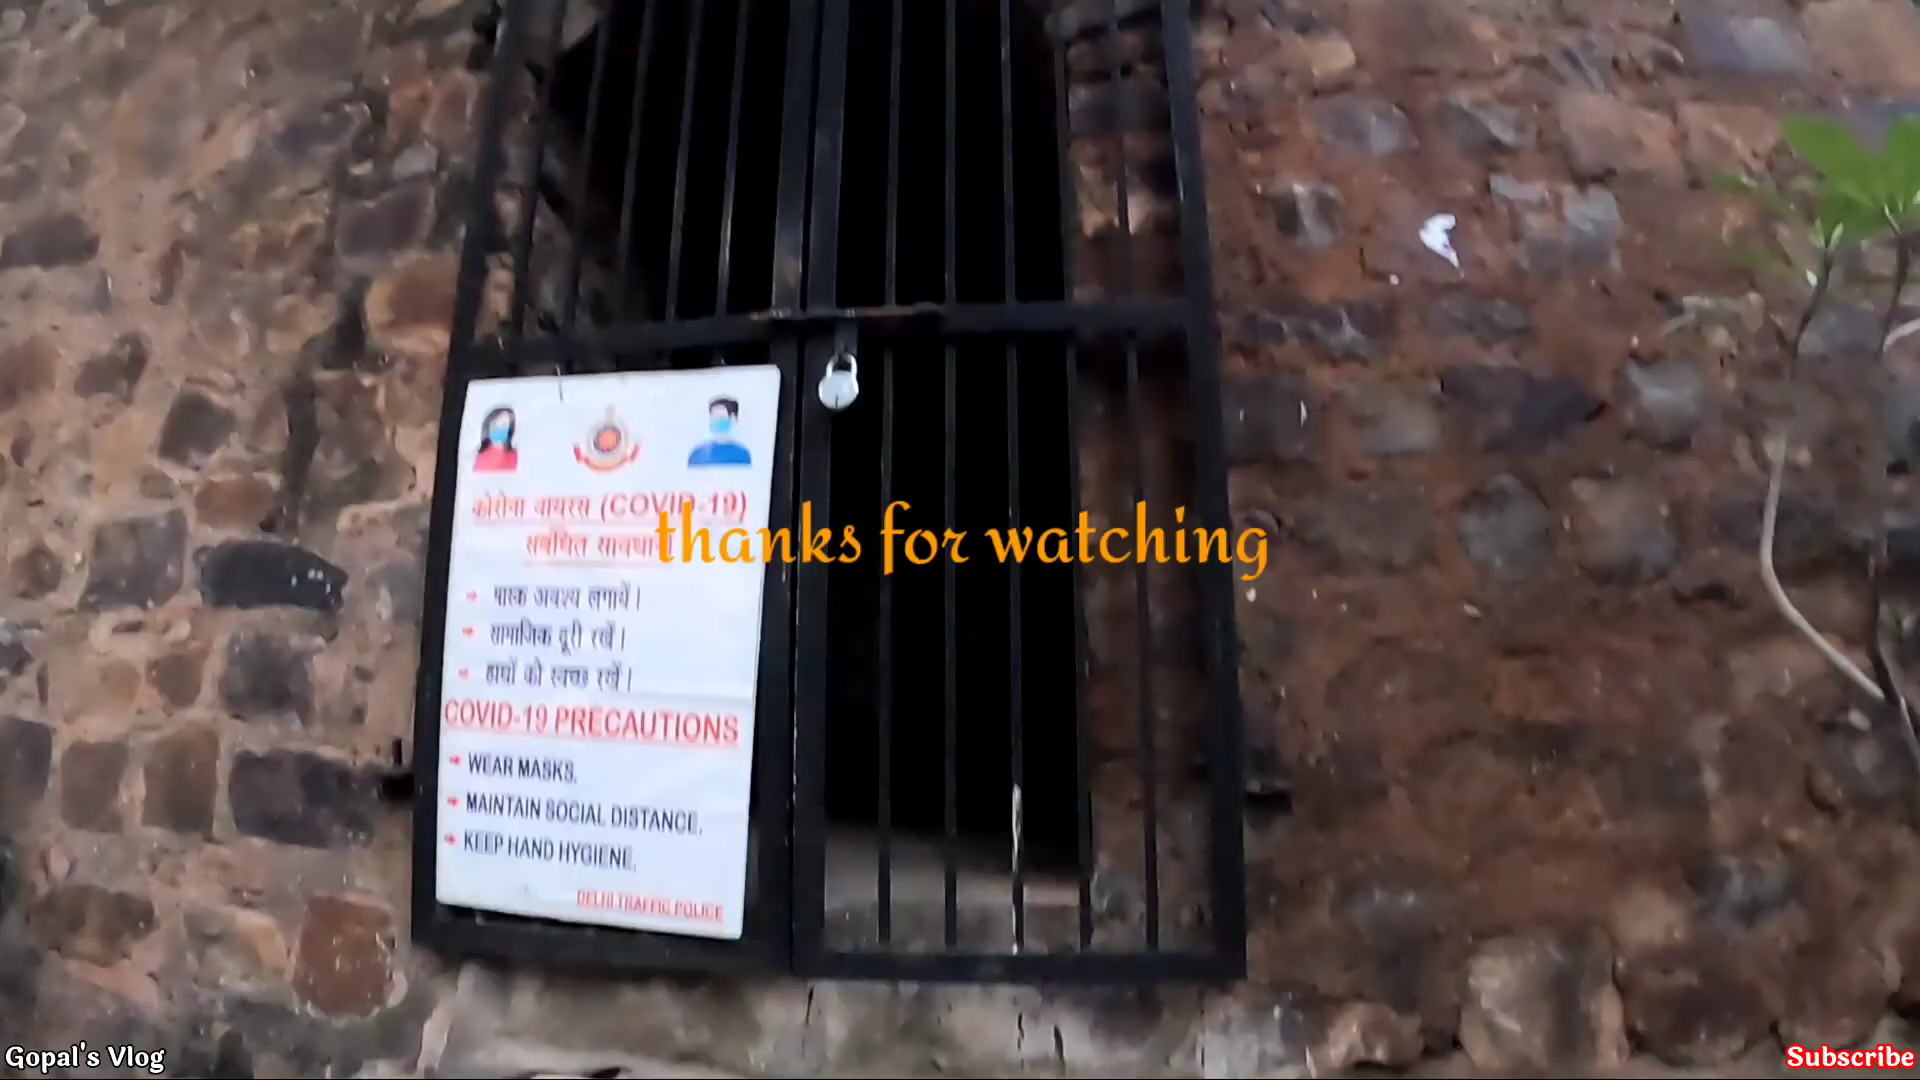 कोरोना वायरस (COVID-19)
संबंधित
thanks for watching
मास्क अवश्य लगायें।
सामाजिक दूरी रखें।
हाथों को स्वच्छ रखें।
COVID-19 PRECAUTIONS
WEAR MASKS.
MAINTAIN SOCIAL DISTANCE.
KEEP HAND HYGIENE.
DELHI TRAFFIC POLICE
Gopal's Vlog
Subscribe